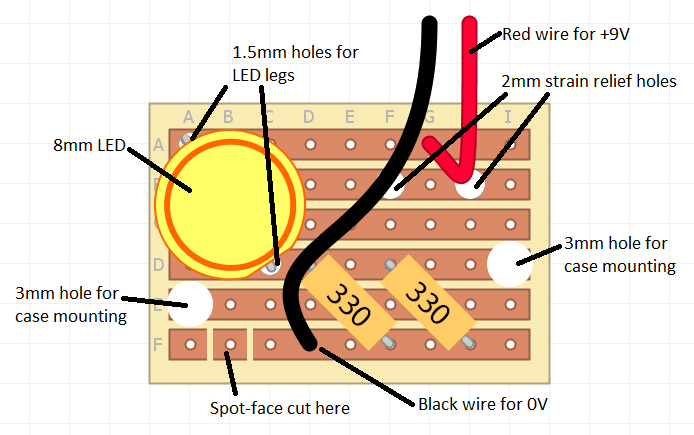 Red wire for +9V
1.5mm holes for
LED legs
2mm strain relief holes
A B C D E F G I
8mm LED
A
D
3mm hole for
case mounting
3mm hole for
case mounting
330
330
E
F
Spot-face cut here
Black wire for 0V